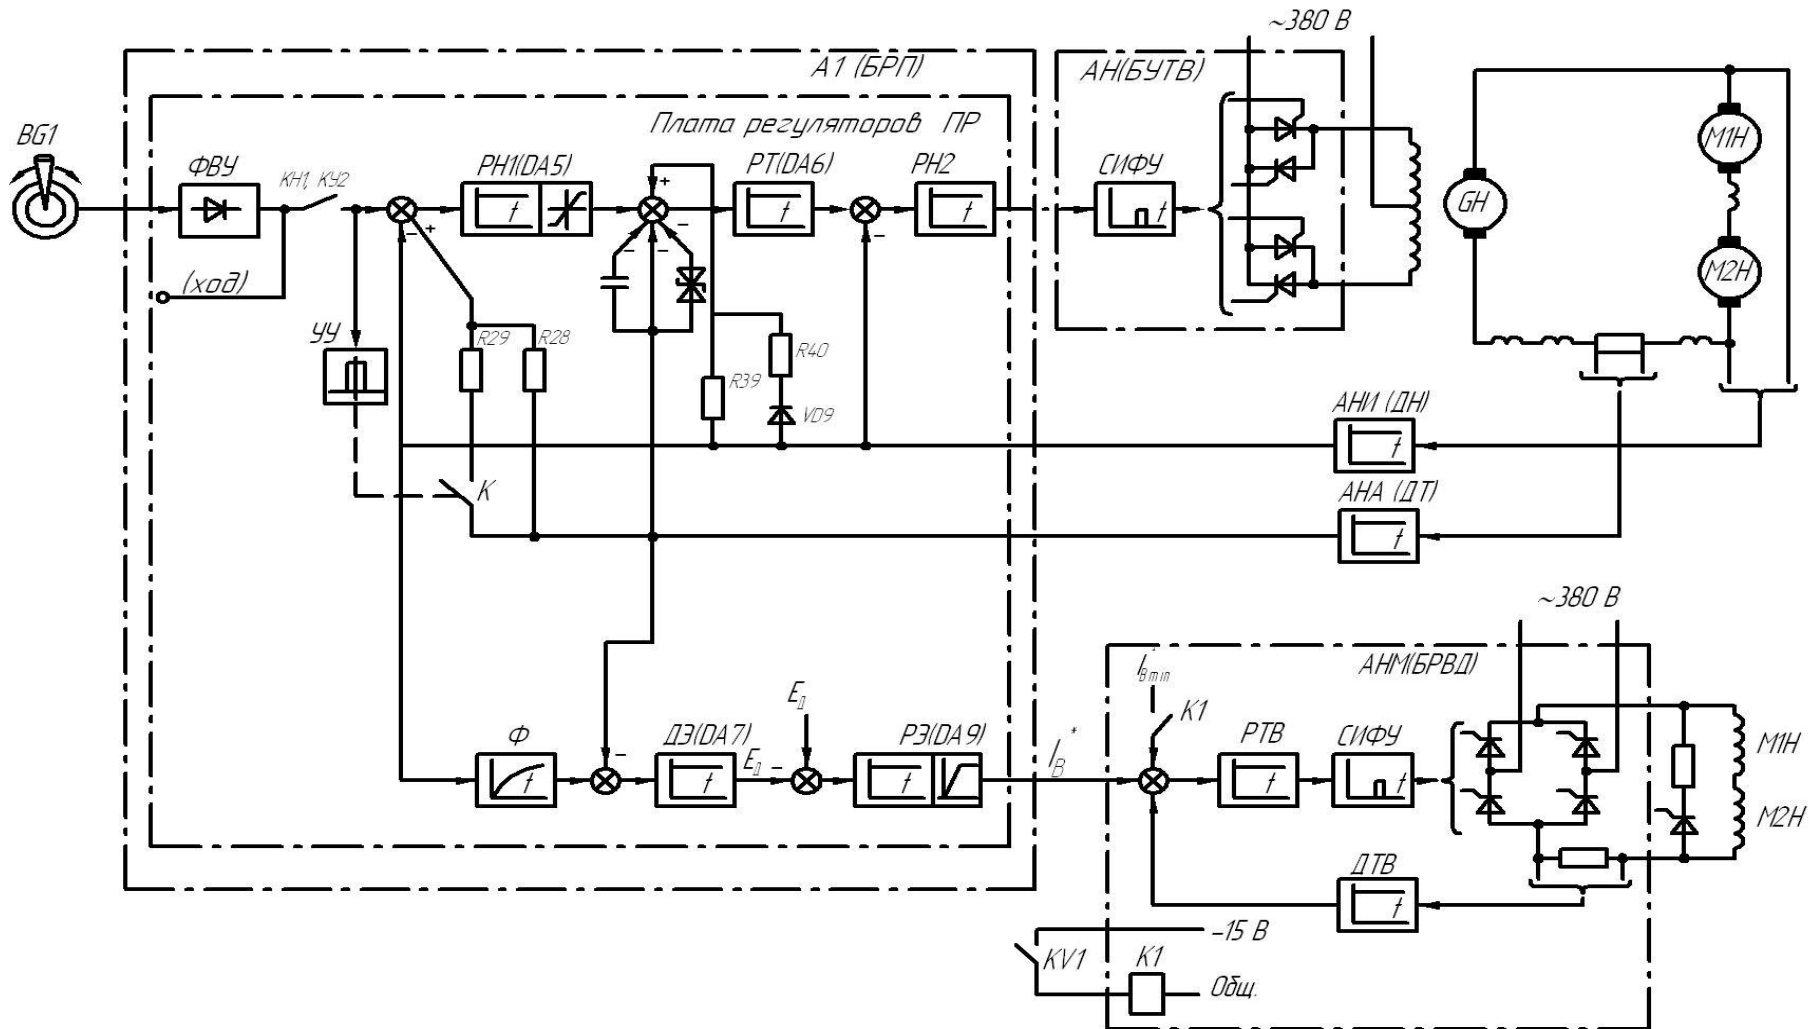 ~380 В
А1 (БРП)
АН(БУТВ)
Плата регуляторов ПР
BG1
ФВУ
КН1, КУ2
РН1(DA5)
РТ(DA6)
РН2
СИФУ
М1Н
GН
М2Н
t
t
t
t
+
-
-
-
-
-
+
-
(ход)
УУ
R29
R28
R40
R39
VD9
АНИ (ДН)
t
К
АНА (ДТ)
t
~380 В
АНМ(БРВД)
IВmin
К1
Ф
ДЭ(DA7)
РЭ(DA9)
РТВ
СИФУ
М1Н
-
-
IВ*
t
t
t
t
t
М2Н
ДТВ
t
-15 В
KV1
К1
Общ.